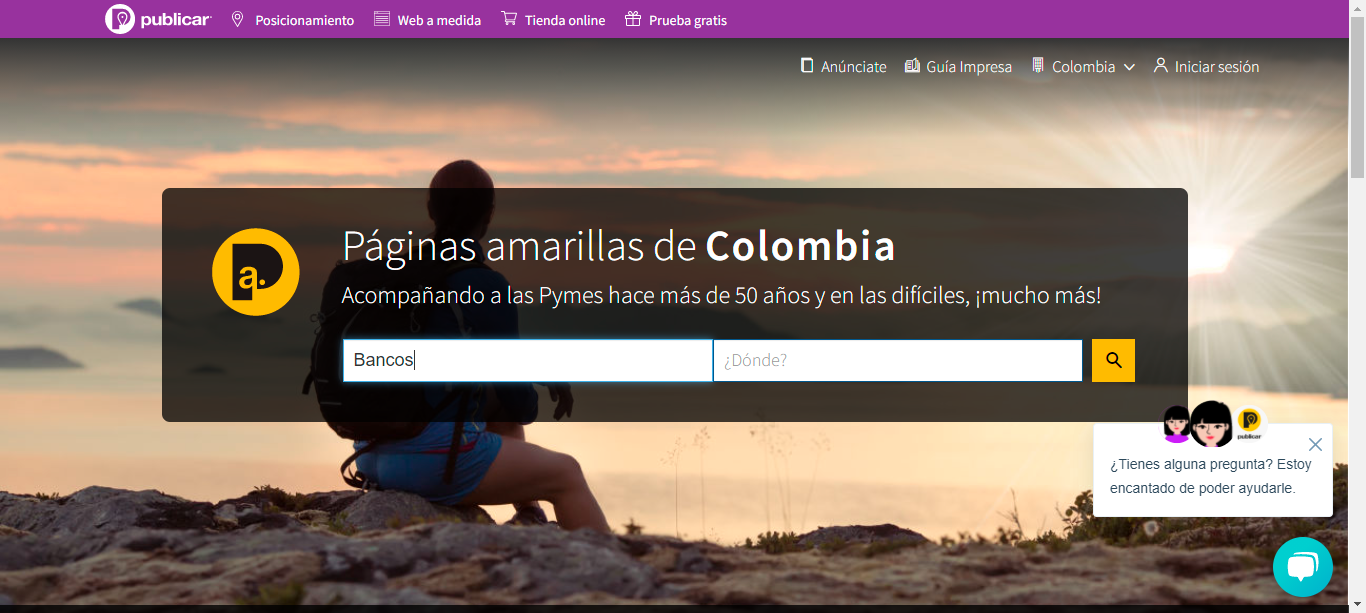 publicar Posicionamiento Web a medida Tienda online Prueba gratis
Anúnciate Guía Impresa Colombia Iniciar sesión
Páginas amarillas de Colombia
a.
Acompañando a las Pymes hace más de 50 años y en las difíciles, ¡mucho más!
Bancos ¿Dónde?
publicar
¿Tienes alguna pregunta? Estoy
encantado de poder ayudarle.